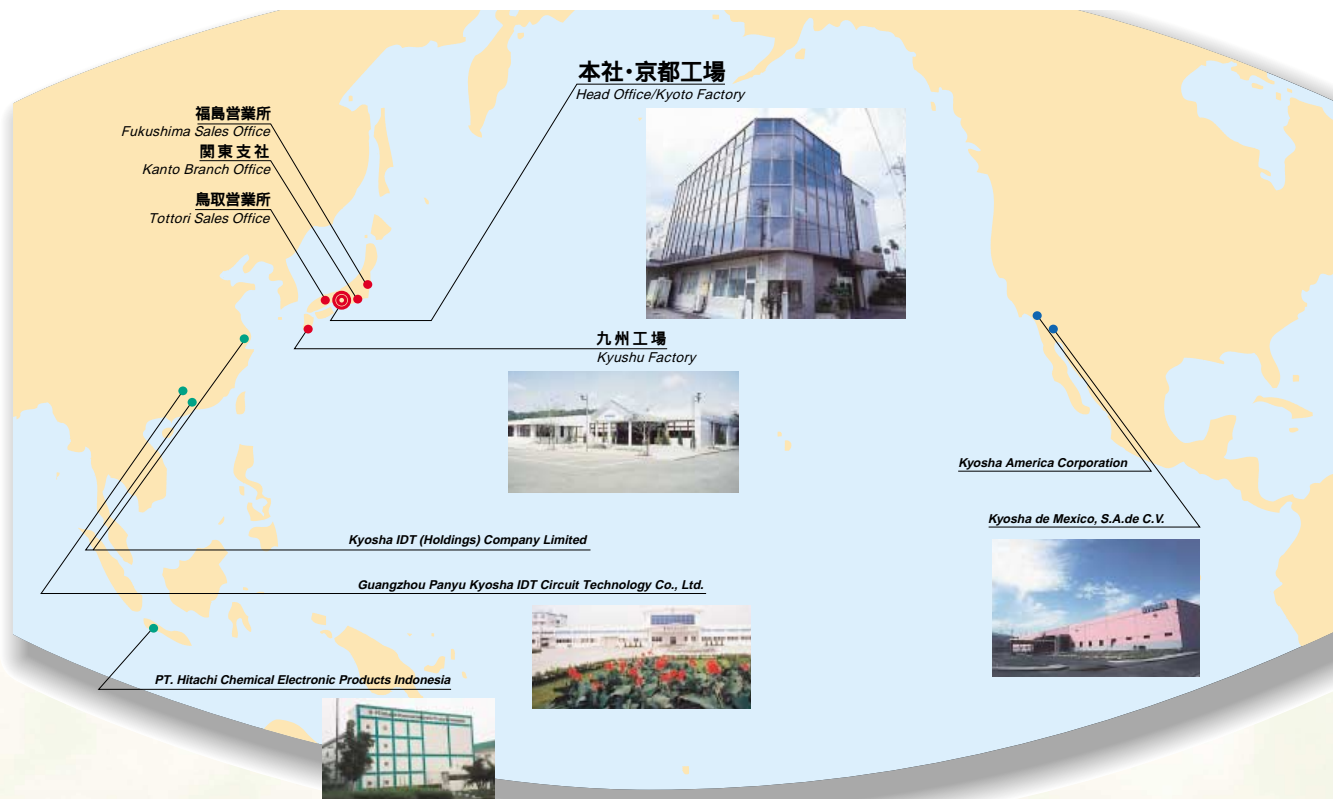 本社・京都工場
Head Office/Kyoto Factory
福島営業所
Fukushima Sales Office
関東支社
Kanto Branch Office
鳥取営業所
Tottori Sales Office
九州工場
Kyushu Factory
Kyosha America Corporation
Kyosha de Mexico, S.A.de C.V.
Kyosha IDT (Holdings) Company Limited
Guangzhou Panyu Kyosha IDT Circuit Technology Co., Ltd.
PT. Hitachi Chemical Electronic Products Indonesia